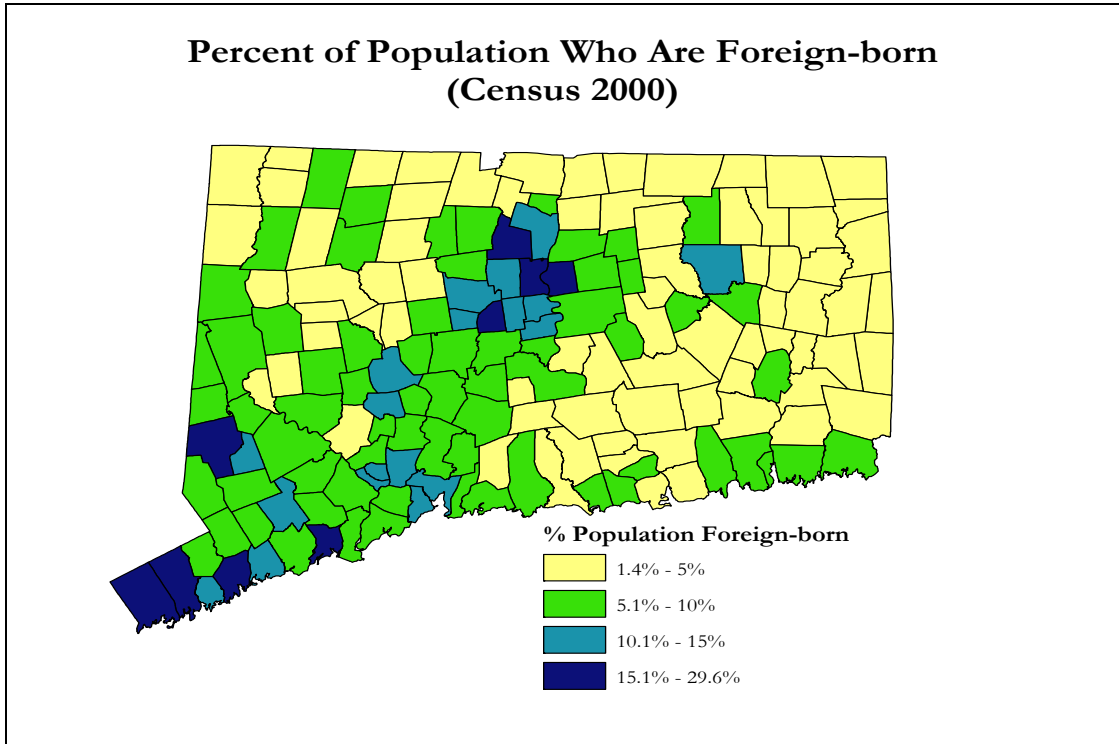 Percent of Population Who Are Foreign-born
(Census 2000)
% Population Foreign-born
1.4% - 5%
5.1% - 10%
10.1% - 15%
15.1% - 29.6%